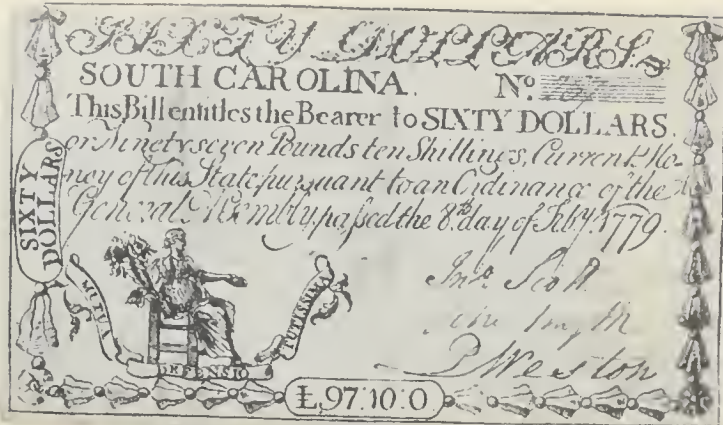 SIXTY DOLLARS.
SOUTH CAROLINA. No.
This Bill entitles the Bearer to SIXTY DOLLARS.
or Ninety seven Pounds ten Shillings, Current Mo-
ney of this State pursuant to an Ordinance of the
General Assembly, passed the 8th day of Feby. 1779.
SIXTY
DOLLARS
Jno. Scott
P Weston
MUTUA
DEFENSIO
TUTISSIMA
£,97:10:0